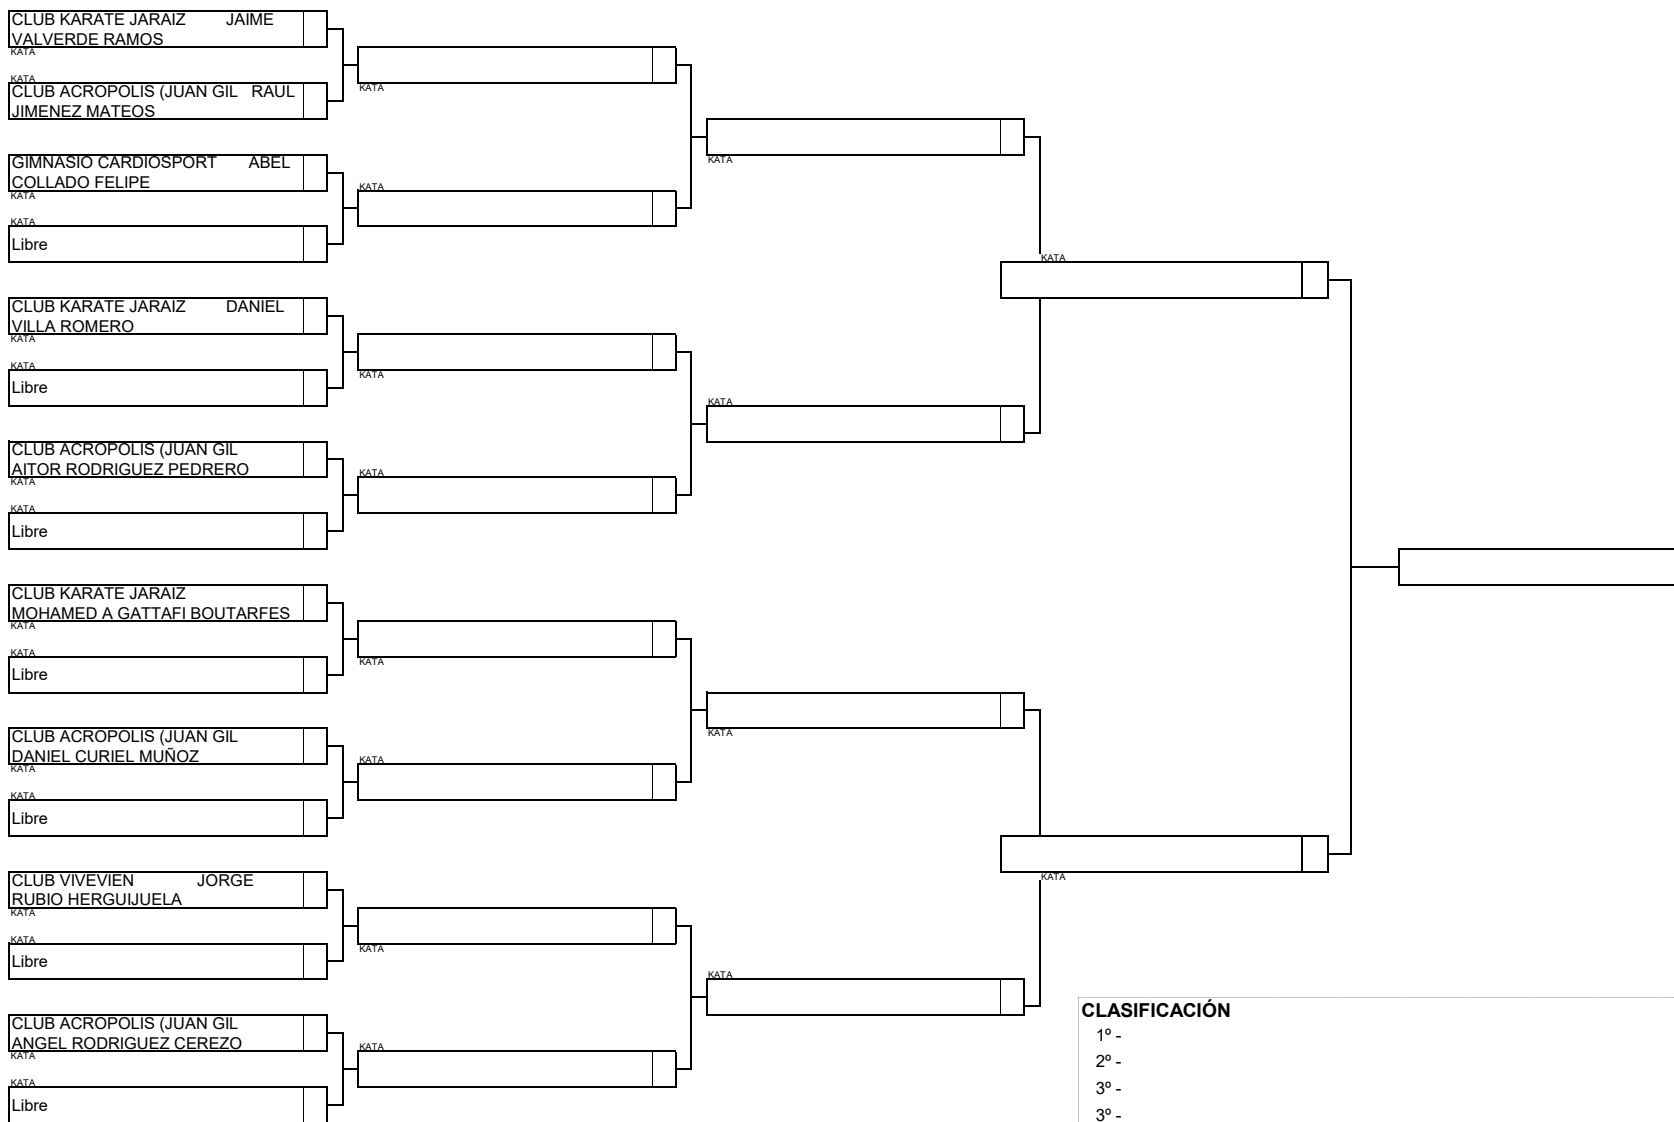 CLUB KARATE JARAIZ JAIME
VALVERDE RAMOS
KATA
KATA
CLUB ACROPOLIS (JUAN GIL RAUL
JIMENEZ MATEOS
KATA
KATA
GIMNASIO CARDIOSPORT ABEL
COLLADO FELIPE
KATA
KATA
KATA
Libre
KATA
CLUB KARATE JARAIZ DANIEL
VILLA ROMERO
KATA
KATA
Libre
KATA
KATA
CLUB ACROPOLIS (JUAN GIL
AITOR RODRIGUEZ PEDRERO
KATA
KATA
KATA
Libre
CLUB KARATE JARAIZ
MOHAMED A GATTAFI BOUTARFES
KATA
KATA
Libre
KATA
KATA
CLUB ACROPOLIS (JUAN GIL
DANIEL CURIEL MUÑOZ
KATA
KATA
KATA
Libre
KATA
CLUB VIVEVIEN JORGE
RUBIO HERGUIJUELA
KATA
KATA
Libre
KATA
KATA
CLUB ACROPOLIS (JUAN GIL
ANGEL RODRIGUEZ CEREZO
KATA
KATA
KATA
Libre
CLASIFICACIÓN
1º -
2º -
3º -
3º -